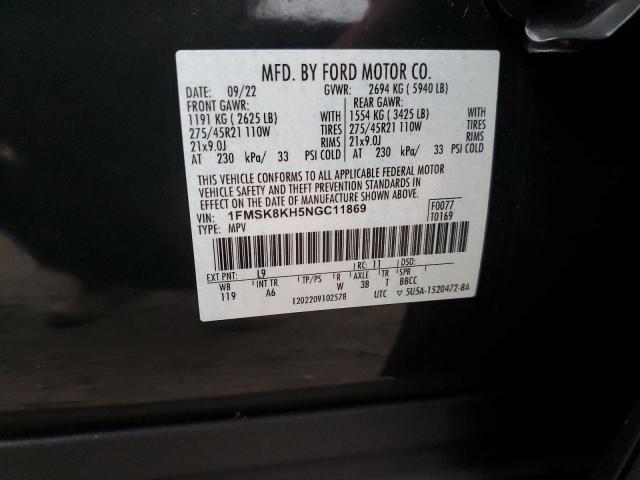 MFD. BY FORD MOTOR CO.
DATE: 09/22 GVWR: 2694 KG ( 5940 LB)
FRONT GAWR: REAR GAWR:
1191 KG ( 2625 LB) 1554 KG ( 3425 LB)
275/45R21 110W WITH TIRES 275/45R21 110W WITH TIRES
21x9.0J RIMS 21x9.0J RIMS
AT 230 kPa/ 33 PSI COLD AT 230 kPa/ 33 PSI COLD
THIS VEHICLE CONFORMS TO ALL APPLICABLE FEDERAL MOTOR
VEHICLE SAFETY AND THEFT PREVENTION STANDARDS IN
EFFECT ON THE DATE OF MANUFACTURE SHOWN ABOVE.
VIN: 1FMSK8KH5NGC11869 F0077
TYPE: MPV T0169
EXT PNT: L9 RC: 11 DSO:
WB INT TR TP/PS R AXLE TR SPR
119 A6 W 3B T BBCC
1202209102578 UTC ▽ 5U5A-1520472-BA